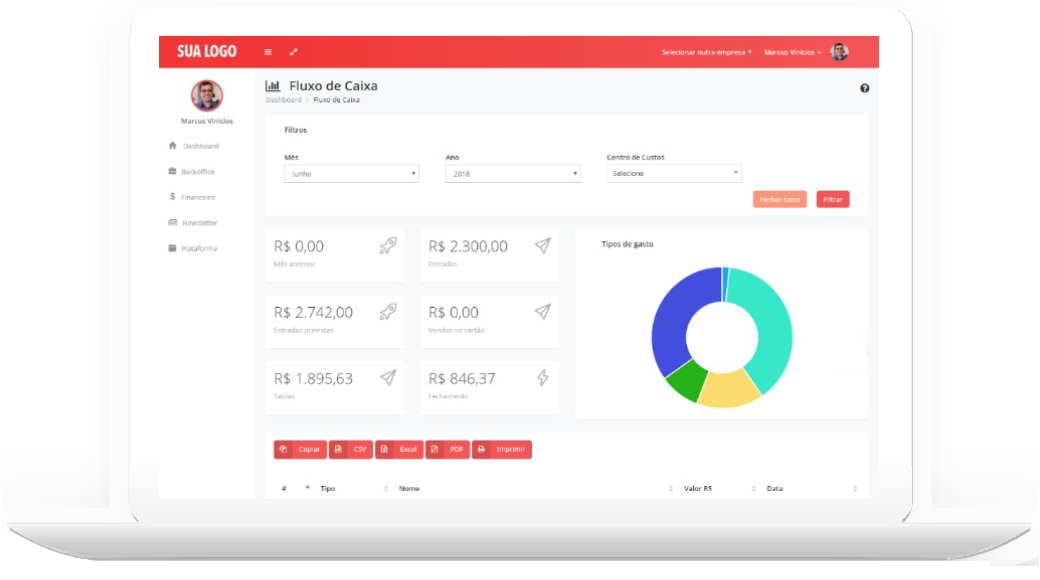 SUA LOGO
Selecionar outra empresa
Marcus Vinicios
Marcus Vinicios
Dashboard
Backoffice
Financeiro
Newsletter
Plataforma
Fluxo de Caixa
Dashboard / Fluxo de Caixa
Filtros
Mês
Ano
Centro de Custos
Junho
2018
Selecione
Fechar caixa
Filtrar
R$ 0,00
Mês anterior
R$ 2.300,00
Entradas
R$ 2.742,00
Entradas previstas
R$ 0,00
Vendas no cartão
R$ 1.895,63
Saídas
R$ 846,37
Fechamento
Tipos de gasto
Copiar
CSV
Excel
PDF
Imprimir
# Tipo Nome Valor R$ Data